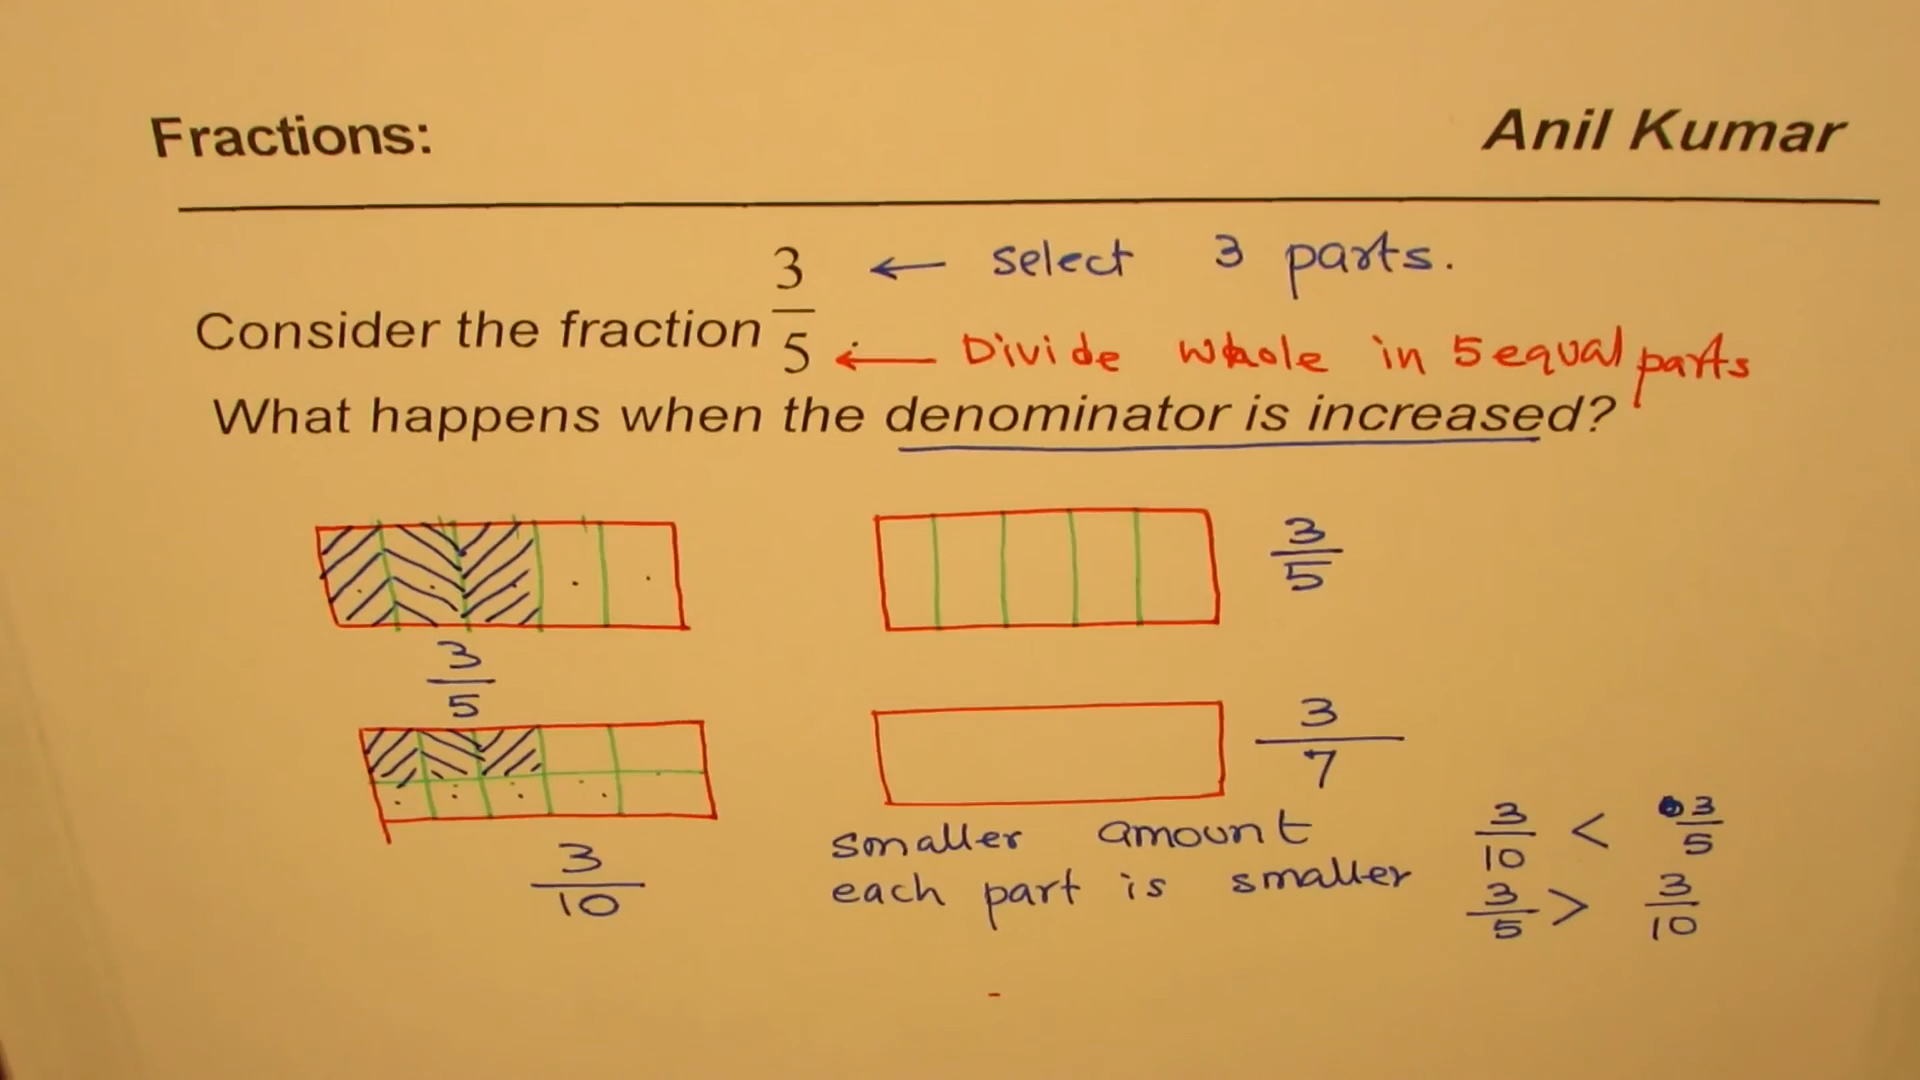 Fractions:
Anil Kumar
3 ← select 3 parts.
Consider the fraction
5 ← Divide whole in 5 equal parts
What happens when the denominator is increased?
3
5
3
5
3
10
3
7
smaller amount
each part is smaller
3/10 < 3/5
3/5 > 3/10